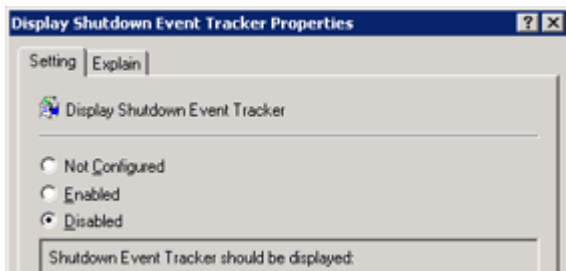 Display Shutdown Event Tracker Properties
Setting Explain
Display Shutdown Event Tracker
Not Configured
Enabled
Disabled
Shutdown Event Tracker should be displayed: